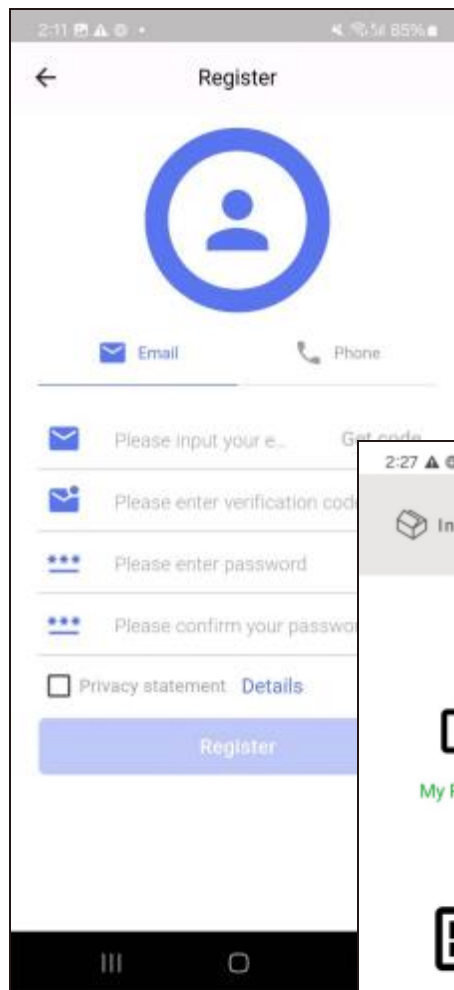 2:11
85%
Register
Email
Phone
Please input your e...
Get code
Please enter verification code
Please enter password
Please confirm your passwo
Privacy statement Details
Register
2:27
In
My